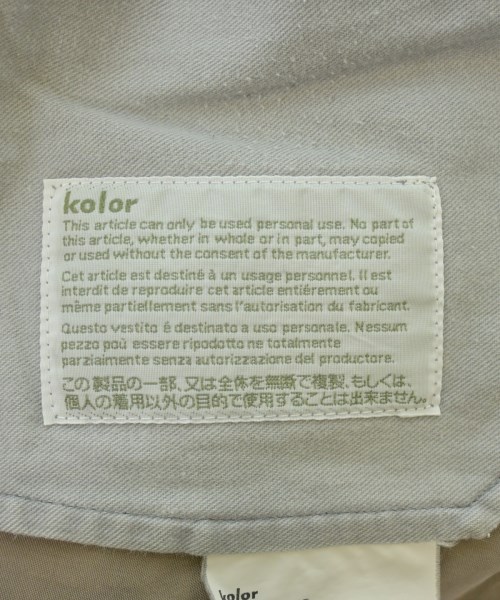 kolor
This article can only be used personal use. No part of
this article, whether in whole or in part, may copied
or used without the consent of the manufacturer.
Cet article est destiné à un usage personnel. Il est
interdit de reproduire cet article entiérement ou
même partiellement sans l'autorisation du fabricant.
Questo vestito é destinato a uso personale. Nessum
pezzo poù essere ripodotto ne totalmente
parziaimente senza autorizzazione del productore.
この製品の一部、又は全体を無断で複製、もしくは、
個人の着用以外の目的で使用することは出来ません。
kolor